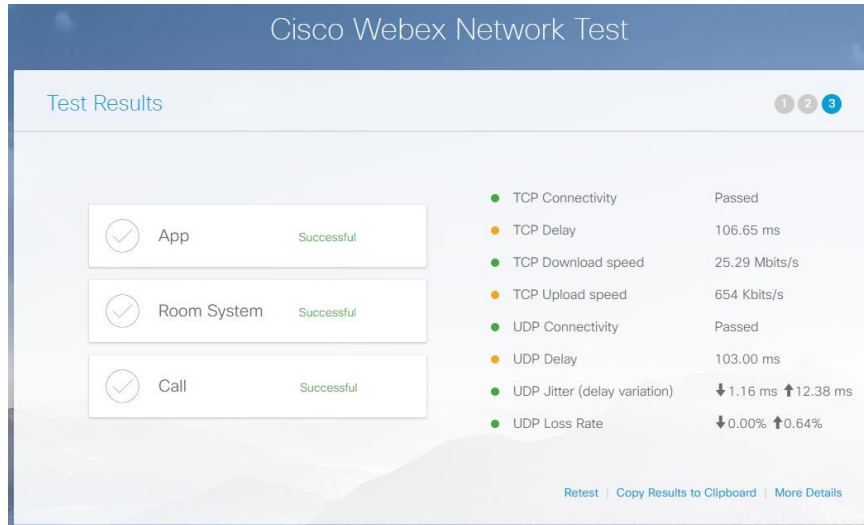 Cisco Webex Network Test
Test Results
1 2 3
App Successful
Room System Successful
Call Successful
TCP Connectivity Passed
TCP Delay 106.65 ms
TCP Download speed 25.29 Mbits/s
TCP Upload speed 654 Kbits/s
UDP Connectivity Passed
UDP Delay 103.00 ms
UDP Jitter (delay variation) ↓1.16 ms ↑12.38 ms
UDP Loss Rate ↓0.00% ↑0.64%
Retest | Copy Results to Clipboard | More Details